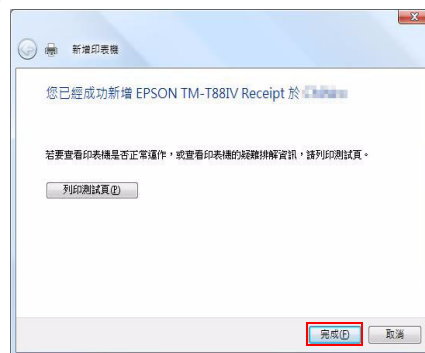 新增印表機
您已經成功新增 EPSON TM-T88IV Receipt 於
若要查看印表機是否正常運作，或查看印表機的疑難排解資訊，請列印測試頁。
列印測試頁(P)
完成(F)
取消